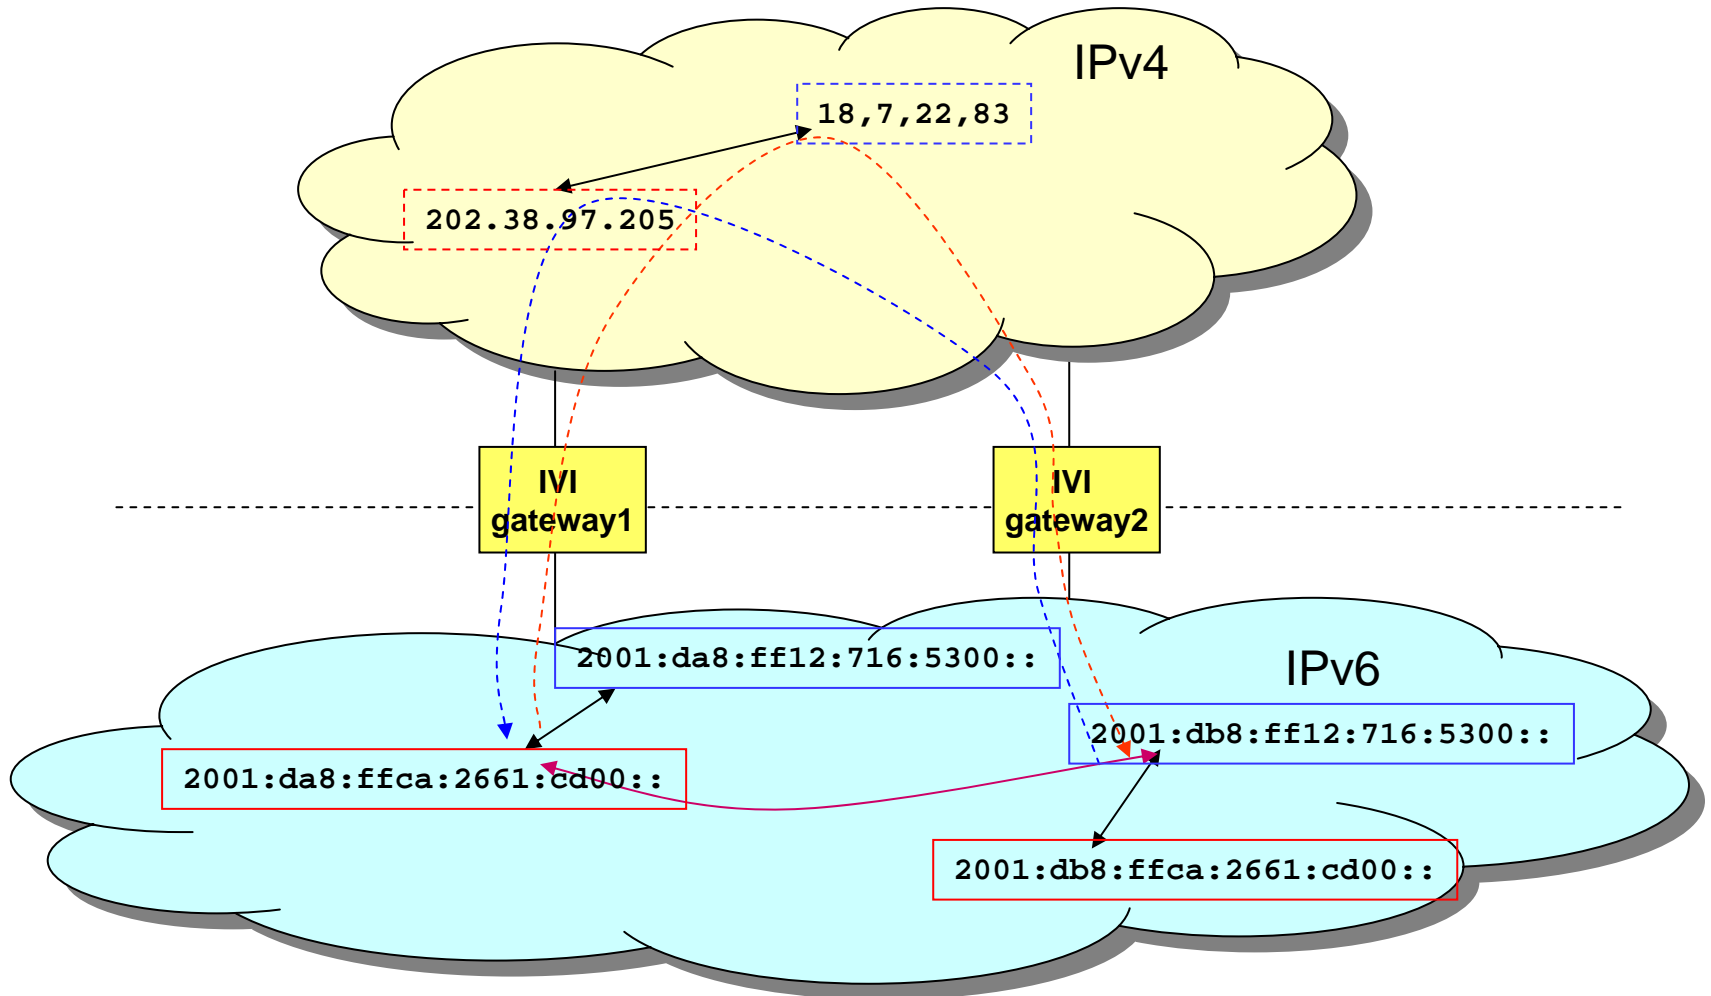 IPv4
18,7,22,83
202.38.97.205
IVI
gateway1
IVI
gateway2
2001:da8:ff12:716:5300::
IPv6
2001:db8:ff12:716:5300::
2001:da8:ffca:2661:cd00::
2001:db8:ffca:2661:cd00::